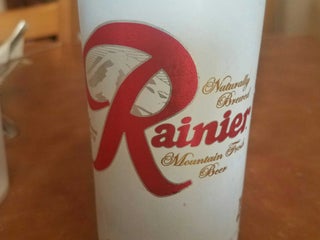 Naturally
Brewed
Rainier
Mountain Fresh
Beer